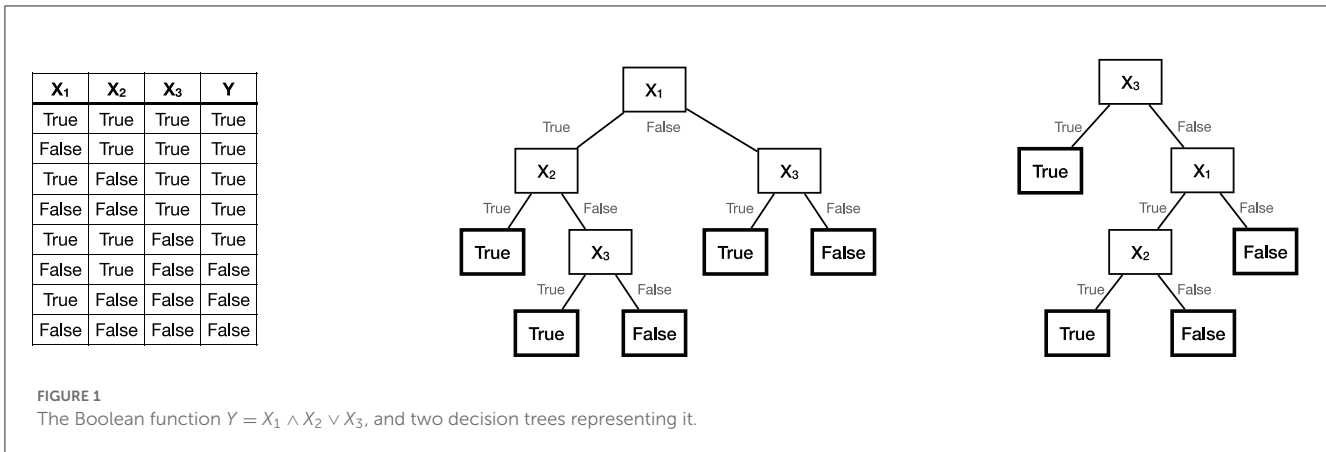 X₁ X₂ X₃ Y
True True True True
False True True True
True False True True
False False True True
True True False True
False True False False
True False False False
False False False False
X₁
True False
X₂ X₃
True False True False
True X₃ True False
True False
True False
X₃
True False
True X₁
True False
X₂ False
True False
True False
FIGURE 1
The Boolean function Y = X₁ ∧ X₂ ∨ X₃, and two decision trees representing it.